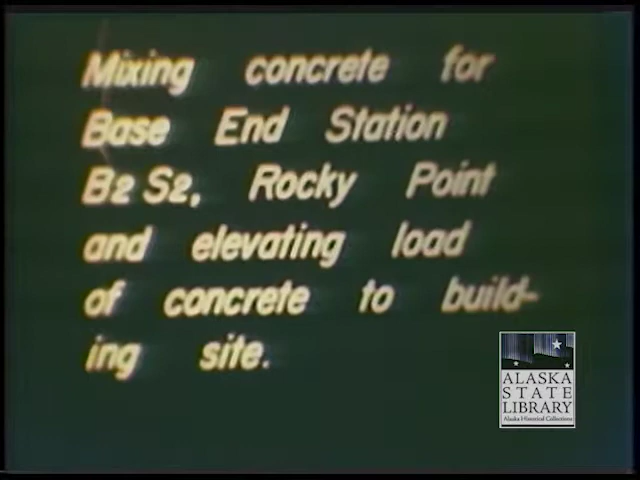 Mixing concrete for
Base End Station
B2 S2, Rocky Point
and elevating load
of concrete to build-
ing site.
ALASKA
STATE
LIBRARY
Alaska Historical Collections